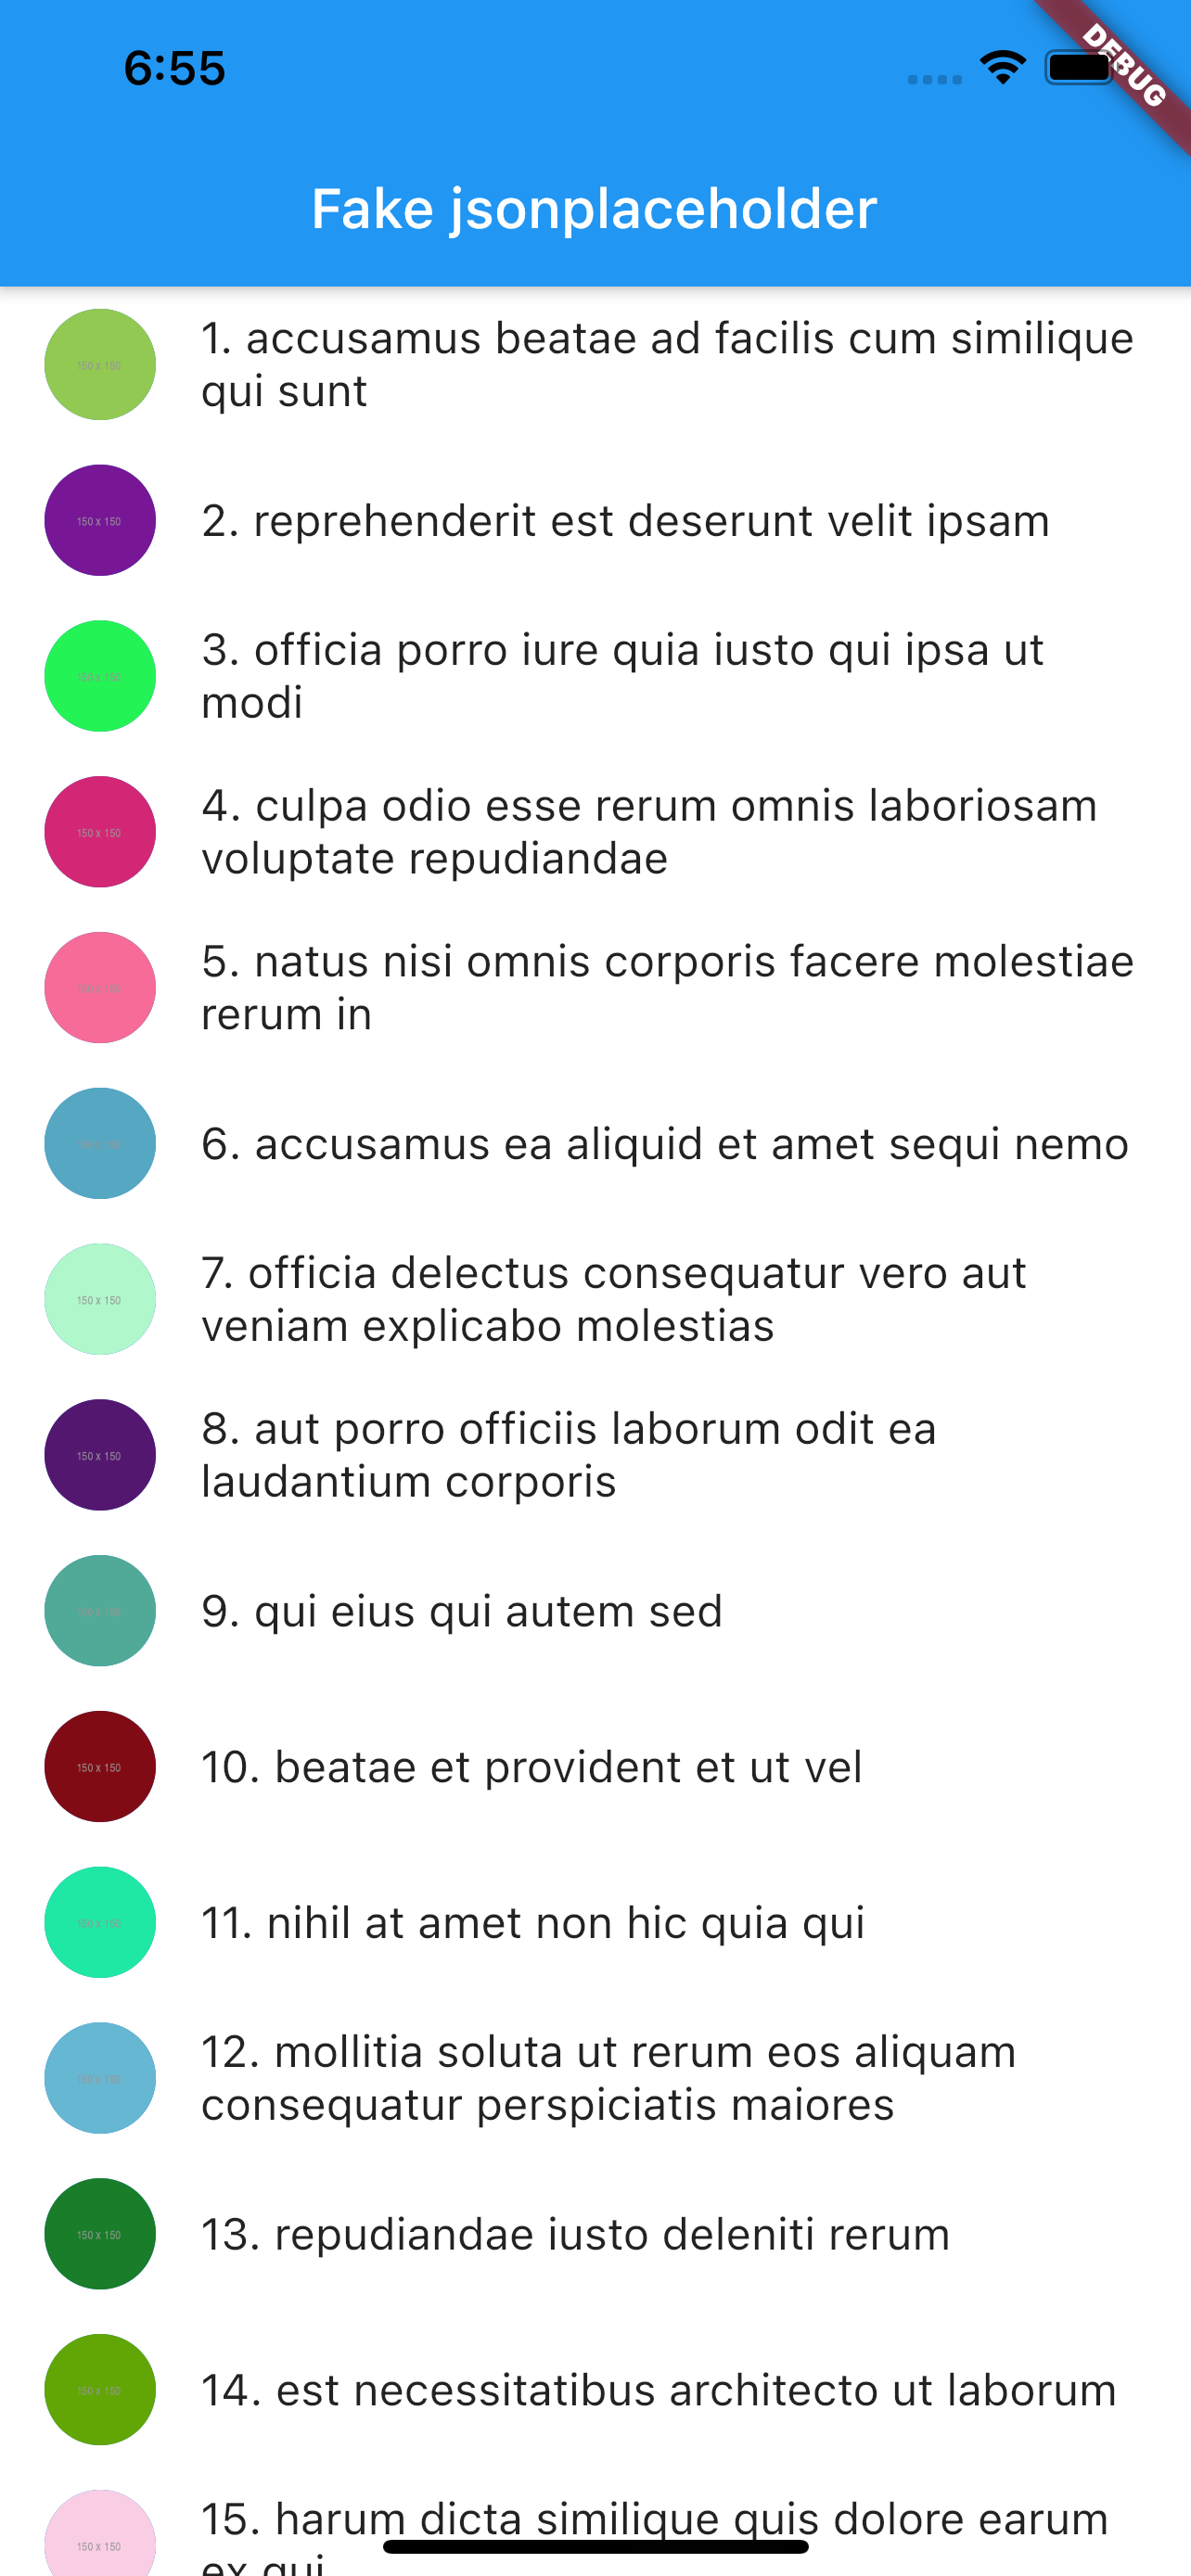 6:55
DEBUG
Fake jsonplaceholder
150 x 150
1. accusamus beatae ad facilis cum similique
qui sunt
150 x 150
2. reprehenderit est deserunt velit ipsam
150 x 150
3. officia porro iure quia iusto qui ipsa ut
modi
150 x 150
4. culpa odio esse rerum omnis laboriosam
voluptate repudiandae
150 x 150
5. natus nisi omnis corporis facere molestiae
rerum in
6. accusamus ea aliquid et amet sequi nemo
150 x 150
7. officia delectus consequatur vero aut
veniam explicabo molestias
150 x 150
8. aut porro officiis laborum odit ea
laudantium corporis
150 x 150
9. qui eius qui autem sed
150 x 150
10. beatae et provident et ut vel
150 x 150
11. nihil at amet non hic quia qui
150 x 150
12. mollitia soluta ut rerum eos aliquam
consequatur perspiciatis maiores
150 x 150
13. repudiandae iusto deleniti rerum
150 x 150
14. est necessitatibus architecto ut laborum
150 x 150
15. harum dicta similique quis dolore earum
ex qui